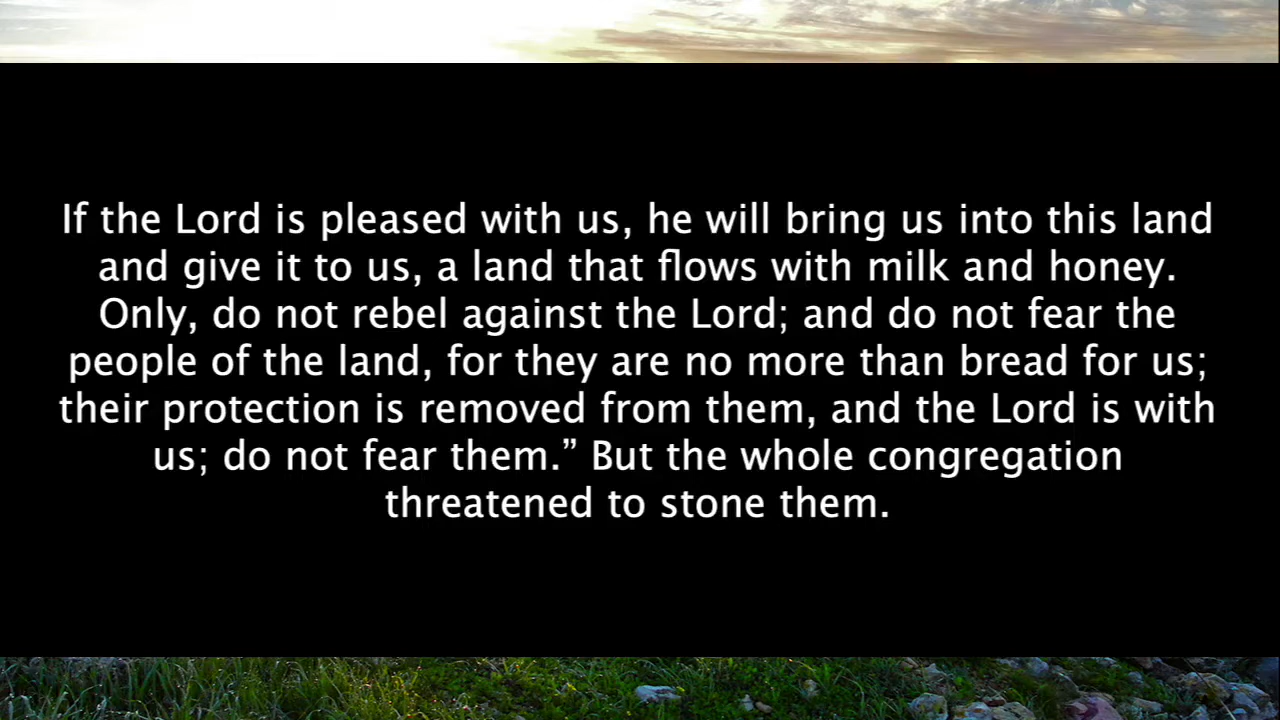 If the Lord is pleased with us, he will bring us into this land
and give it to us, a land that flows with milk and honey.
Only, do not rebel against the Lord; and do not fear the
people of the land, for they are no more than bread for us;
their protection is removed from them, and the Lord is with
us; do not fear them.” But the whole congregation
threatened to stone them.